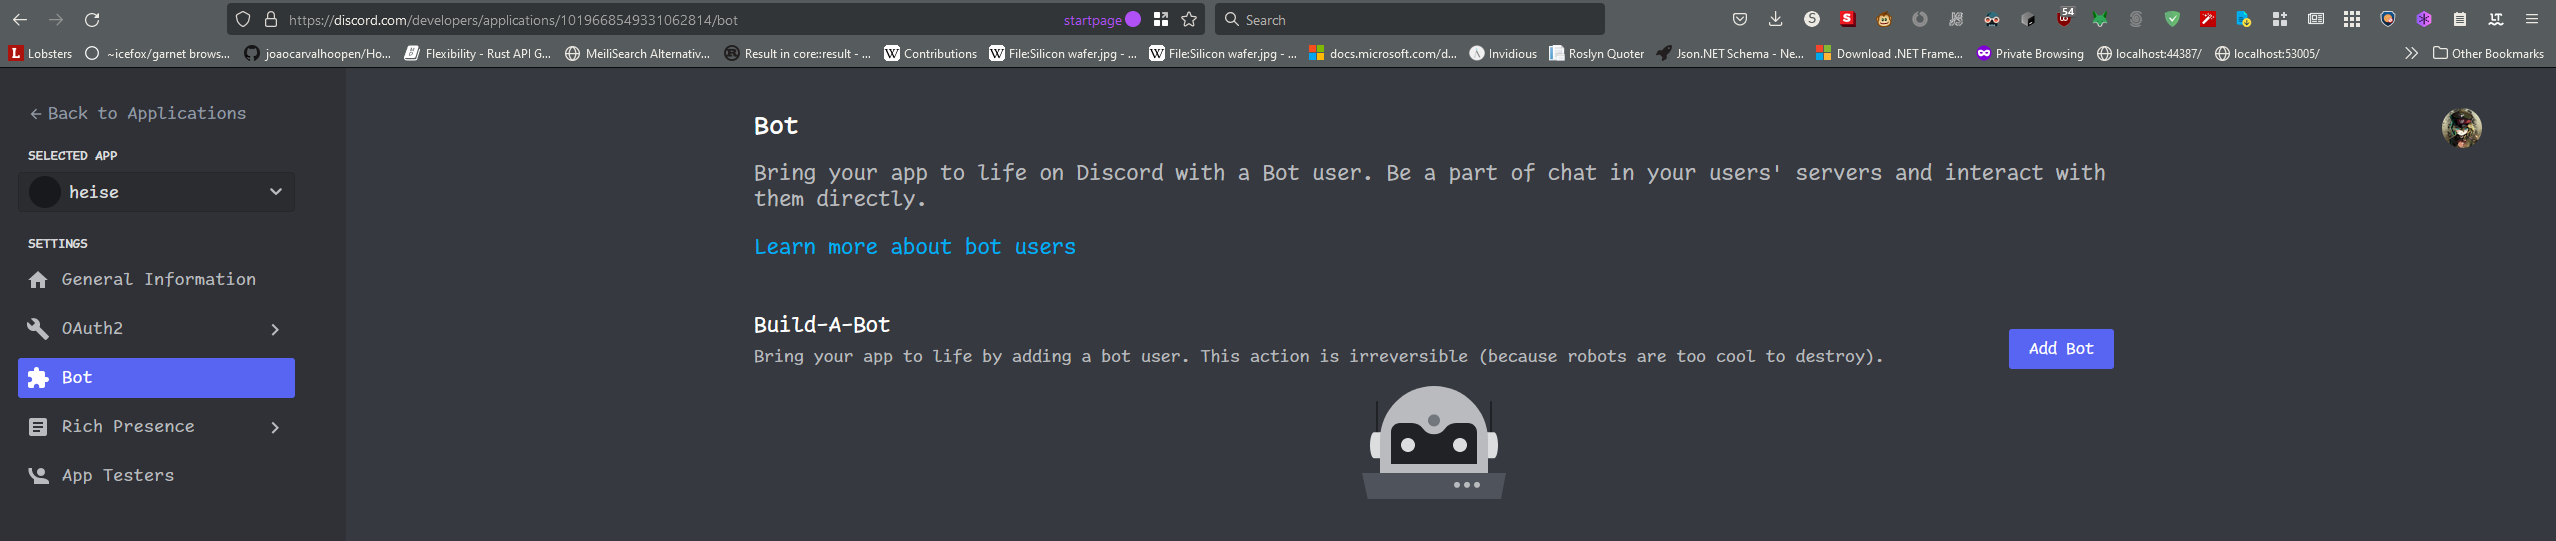 https://discord.com/developers/applications/1019668549331062814/bot
startpage
Search
54
Lobsters
~icefox/garnet brows...
joaocarvalhoopen/Ho...
Flexibility - Rust API G...
MeiliSearch Alternativ...
Result in core::result - ...
Contributions
File:Silicon wafer.jpg - ...
File:Silicon wafer.jpg - ...
docs.microsoft.com/d...
Invidious
Roslyn Quoter
Json.NET Schema - Ne...
Download .NET Frame...
Private Browsing
localhost:44387/
localhost:53005/
Other Bookmarks
Back to Applications
SELECTED APP
heise
SETTINGS
General Information
OAuth2
Bot
Rich Presence
App Testers
Bot
Bring your app to life on Discord with a Bot user. Be a part of chat in your users' servers and interact with
them directly.
Learn more about bot users
Build-A-Bot
Bring your app to life by adding a bot user. This action is irreversible (because robots are too cool to destroy).
Add Bot